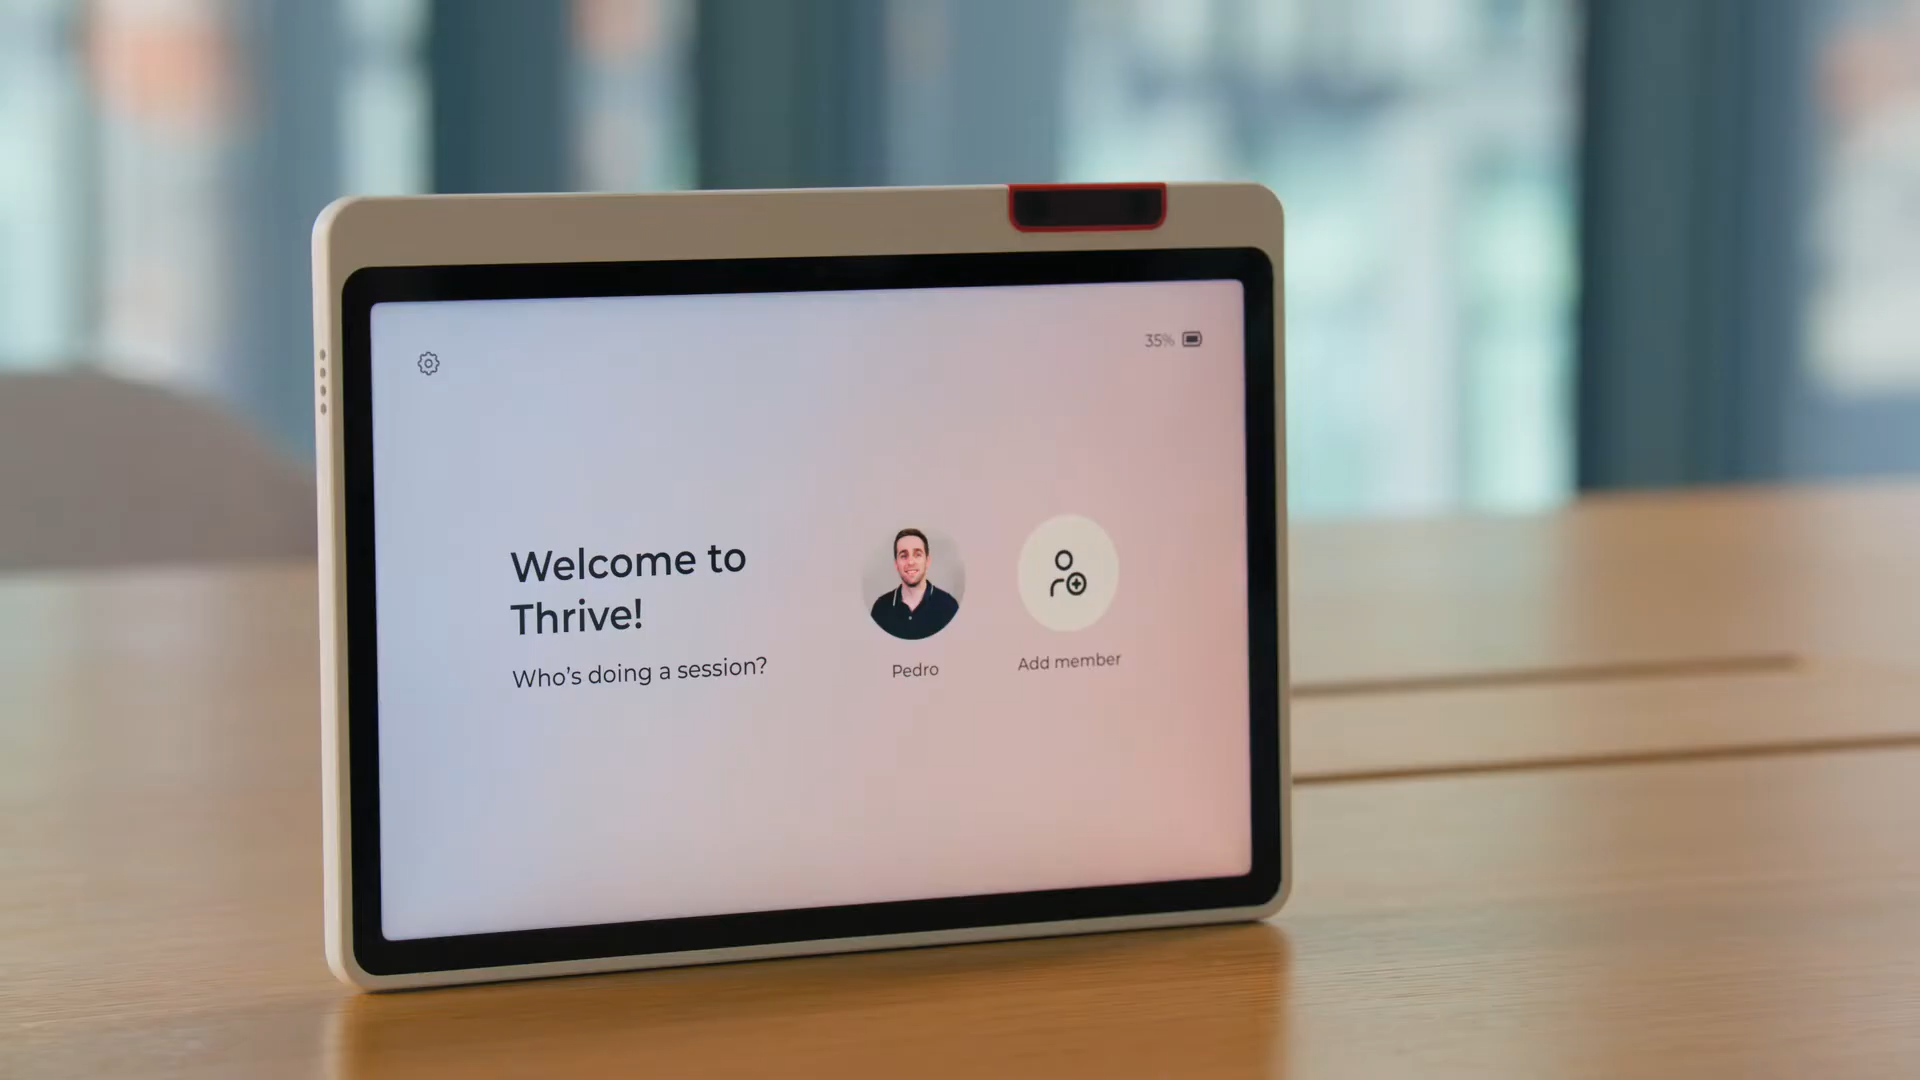 35%
Welcome to
Thrive!
Who's doing a session?
Pedro
Add member